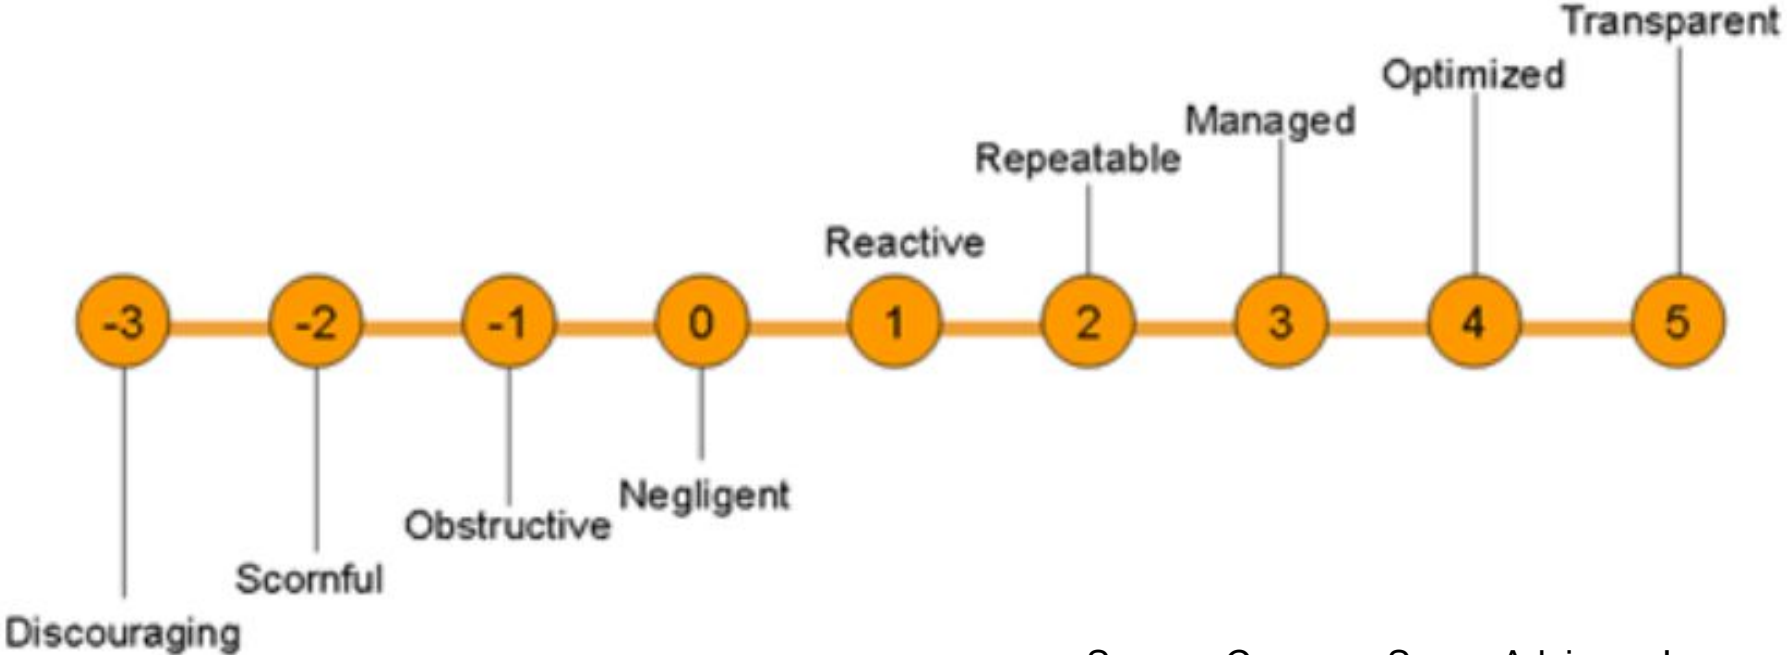 Transparent
Optimized
Managed
Repeatable
Reactive
-3 -2 -1 0 1 2 3 4 5
Negligent
Obstructive
Scornful
Discouraging